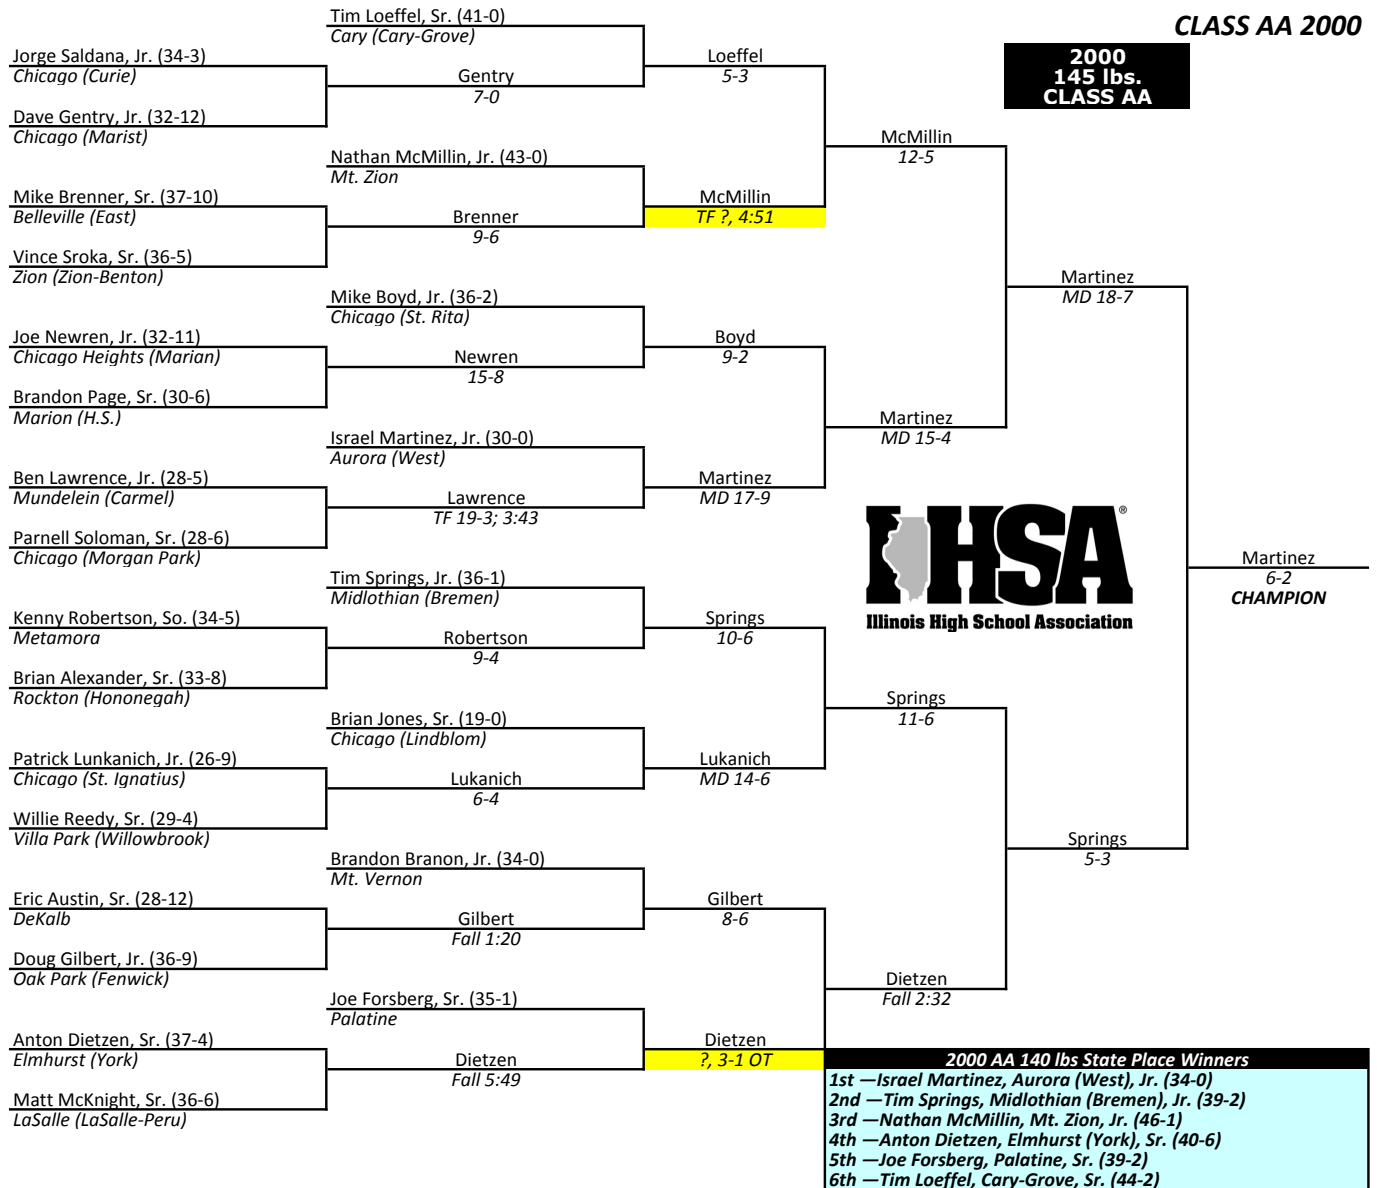 CLASS AA 2000
2000
145 lbs.
CLASS AA
Tim Loeffel, Sr. (41-0)
Cary (Cary-Grove)
Jorge Saldana, Jr. (34-3)
Chicago (Curie)
Gentry
7-0
Dave Gentry, Jr. (32-12)
Chicago (Marist)
Loeffel
5-3
Nathan McMillin, Jr. (43-0)
Mt. Zion
Mike Brenner, Sr. (37-10)
Belleville (East)
Brenner
9-6
Vince Sroka, Sr. (36-5)
Zion (Zion-Benton)
McMillin
TF ?, 4:51
McMillin
12-5
Mike Boyd, Jr. (36-2)
Chicago (St. Rita)
Joe Newren, Jr. (32-11)
Chicago Heights (Marian)
Newren
15-8
Brandon Page, Sr. (30-6)
Marion (H.S.)
Boyd
9-2
Israel Martinez, Jr. (30-0)
Aurora (West)
Ben Lawrence, Jr. (28-5)
Mundelein (Carmel)
Lawrence
TF 19-3; 3:43
Parnell Soloman, Sr. (28-6)
Chicago (Morgan Park)
Martinez
MD 17-9
Martinez
MD 15-4
Martinez
MD 18-7
IHSA
®
Illinois High School Association
Martinez
6-2
CHAMPION
Tim Springs, Jr. (36-1)
Midlothian (Bremen)
Kenny Robertson, So. (34-5)
Metamora
Robertson
9-4
Brian Alexander, Sr. (33-8)
Rockton (Hononegah)
Springs
10-6
Brian Jones, Sr. (19-0)
Chicago (Lindblom)
Patrick Lunkanich, Jr. (26-9)
Chicago (St. Ignatius)
Lukanich
6-4
Willie Reedy, Sr. (29-4)
Villa Park (Willowbrook)
Lukanich
MD 14-6
Springs
11-6
Brandon Branon, Jr. (34-0)
Mt. Vernon
Eric Austin, Sr. (28-12)
DeKalb
Gilbert
Fall 1:20
Doug Gilbert, Jr. (36-9)
Oak Park (Fenwick)
Gilbert
8-6
Joe Forsberg, Sr. (35-1)
Palatine
Anton Dietzen, Sr. (37-4)
Elmhurst (York)
Dietzen
Fall 5:49
Matt McKnight, Sr. (36-6)
LaSalle (LaSalle-Peru)
Dietzen
?, 3-1 OT
Dietzen
Fall 2:32
Springs
5-3
2000 AA 140 lbs State Place Winners
1st —Israel Martinez, Aurora (West), Jr. (34-0)
2nd —Tim Springs, Midlothian (Bremen), Jr. (39-2)
3rd —Nathan McMillin, Mt. Zion, Jr. (46-1)
4th —Anton Dietzen, Elmhurst (York), Sr. (40-6)
5th —Joe Forsberg, Palatine, Sr. (39-2)
6th —Tim Loeffel, Cary-Grove, Sr. (44-2)